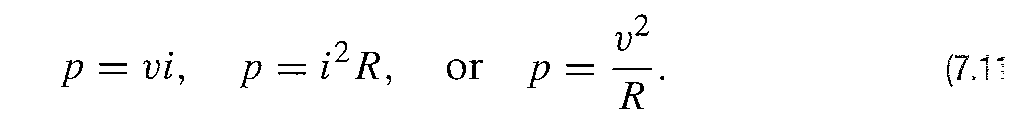 p = vi, p = i²R, or p = v²/R. (7.11